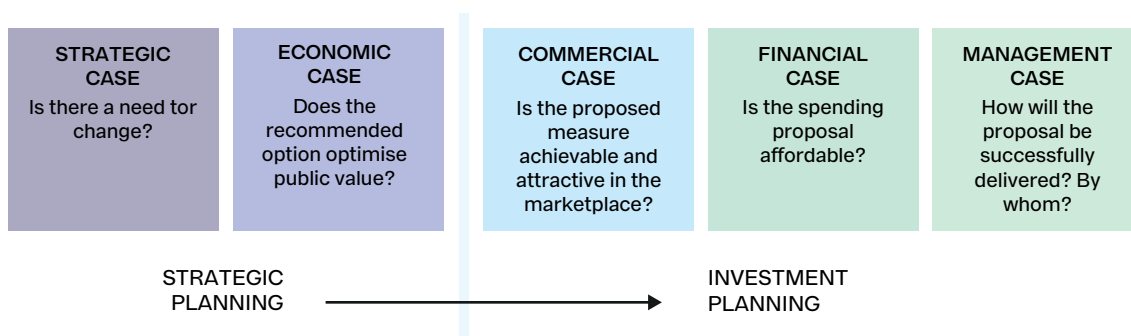 STRATEGIC
CASE
Is there a need tor
change?
ECONOMIC
CASE
Does the
recommended
option optimise
public value?
COMMERCIAL
CASE
Is the proposed
measure
achievable and
attractive in the
marketplace?
FINANCIAL
CASE
Is the spending
proposal
affordable?
MANAGEMENT
CASE
How will the
proposal be
successfully
delivered? By
whom?
STRATEGIC
PLANNING
INVESTMENT
PLANNING